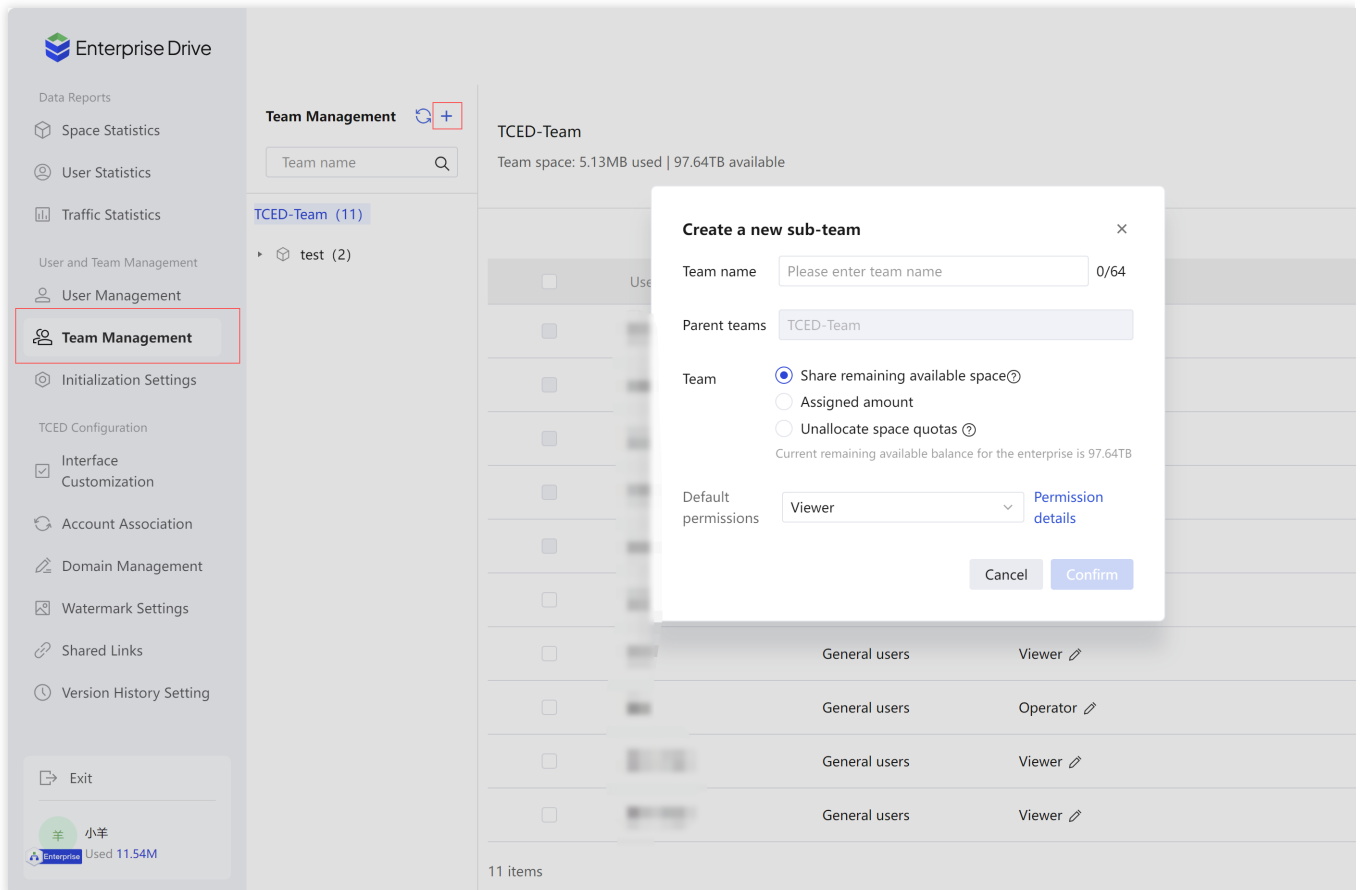 Enterprise Drive
Data Reports
Space Statistics
User Statistics
Traffic Statistics
User and Team Management
User Management
Team Management
Initialization Settings
TCED Configuration
Interface
Customization
Account Association
Domain Management
Watermark Settings
Shared Links
Version History Setting
Exit
羊
小羊
Enterprise
Used 11.54M
Team Management
Team name
TCED-Team (11)
test (2)
TCED-Team
Team space: 5.13MB used | 97.64TB available
Create a new sub-team
Team name
Please enter team name
0/64
Parent teams
TCED-Team
Team
Share remaining available space
Assigned amount
Unallocate space quotas
Current remaining available balance for the enterprise is 97.64TB
Default
permissions
Viewer
Permission
details
Cancel
Confirm
General users Viewer
General users Operator
General users Viewer
General users Viewer
11 items